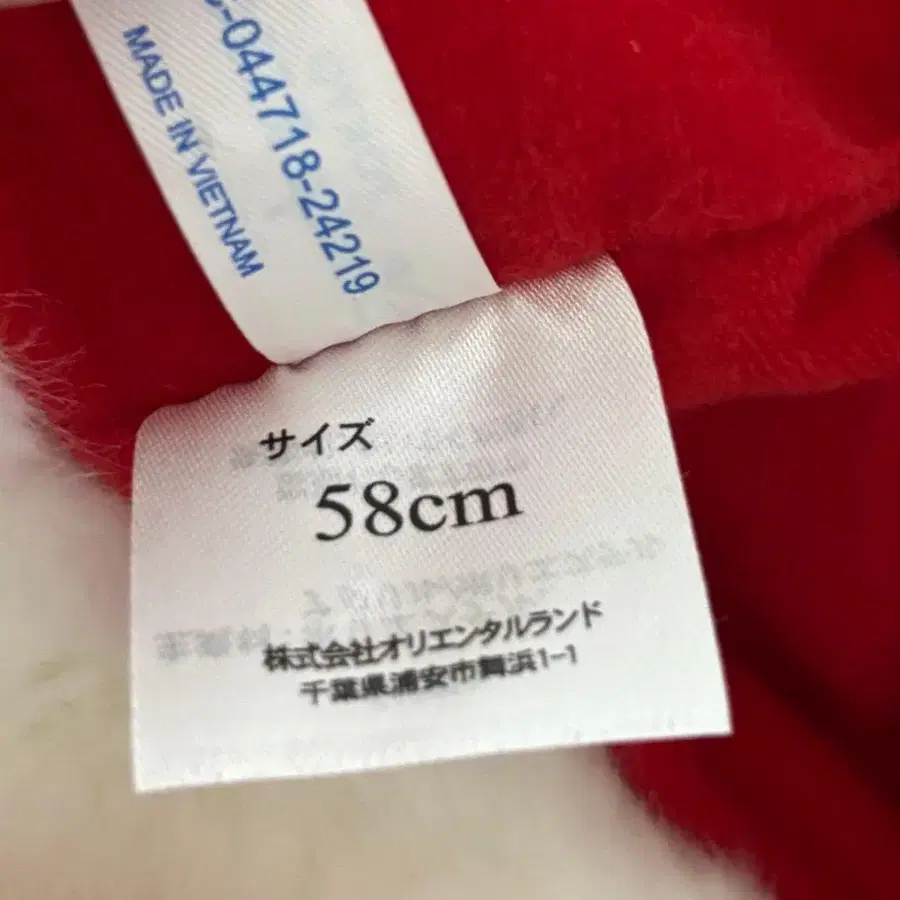 -044718-24219
MADE IN VIETNAM
サイズ
58cm
株式会社オリエンタルランド
千葉県浦安市舞浜1-1